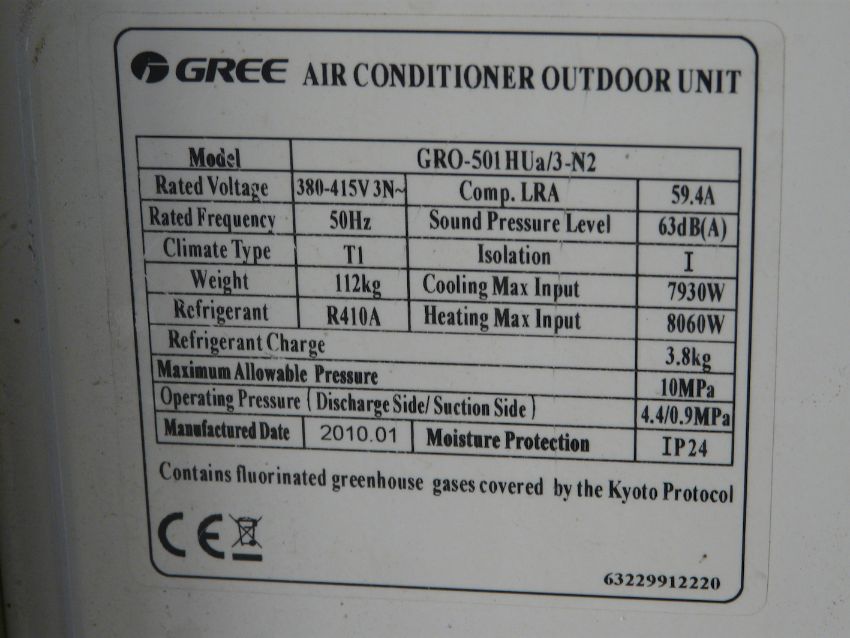 GREE AIR CONDITIONER OUTDOOR UNIT
Model GRO-501HUa/3-N2
Rated Voltage 380-415V 3N~ Comp. LRA 59.4A
Rated Frequency 50Hz Sound Pressure Level 63dB(A)
Climate Type T1 Isolation I
Weight 112kg Cooling Max Input 7930W
Refrigerant R410A Heating Max Input 8060W
Refrigerant Charge 3.8kg
Maximum Allowable Pressure 10MPa
Operating Pressure ( Discharge Side/ Suction Side ) 4.4/0.9MPa
Manufactured Date 2010.01 Moisture Protection IP24
Contains fluorinated greenhouse gases covered by the Kyoto Protocol
CE
63229912220